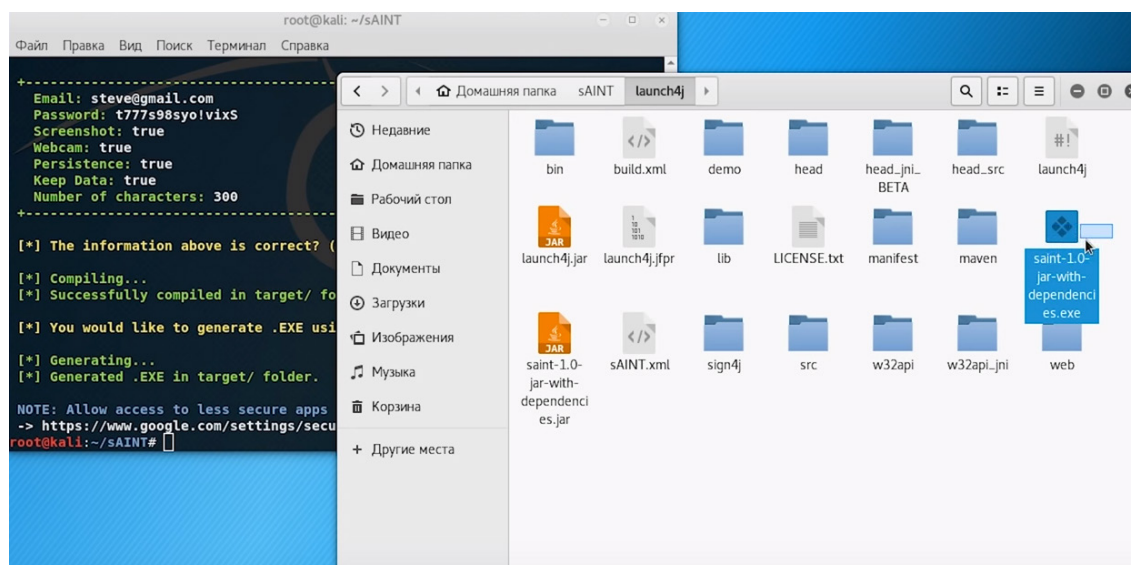 root@kali: ~/sAINT
Файл Правка Вид Поиск Терминал Справка
Email: steve@gmail.com
Password: t777s98syo!vixS
Screenshot: true
Webcam: true
Persistence: true
Keep Data: true
Number of characters: 300
[*] The information above is correct? (
[*] Compiling...
[*] Successfully compiled in target/ fo
[*] You would like to generate .EXE usi
[*] Generating...
[*] Generated .EXE in target/ folder.
NOTE: Allow access to less secure apps
-> https://www.google.com/settings/secu
root@kali:~/sAINT#
Домашняя папка sAINT launch4j
Недавние
Домашняя папка
Рабочий стол
Видео
Документы
Загрузки
Изображения
Музыка
Корзина
+ Другие места
bin
build.xml
demo
head
head_jni_
BETA
head_src
#!
launch4j
JAR
launch4j.jar
launch4j.jfpr
lib
LICENSE.txt
manifest
maven
saint-1.0-
jar-with-
dependenci
es.exe
JAR
saint-1.0-
jar-with-
dependenci
es.jar
</>
sAINT.xml
sign4j
src
w32api
w32api_jni
web